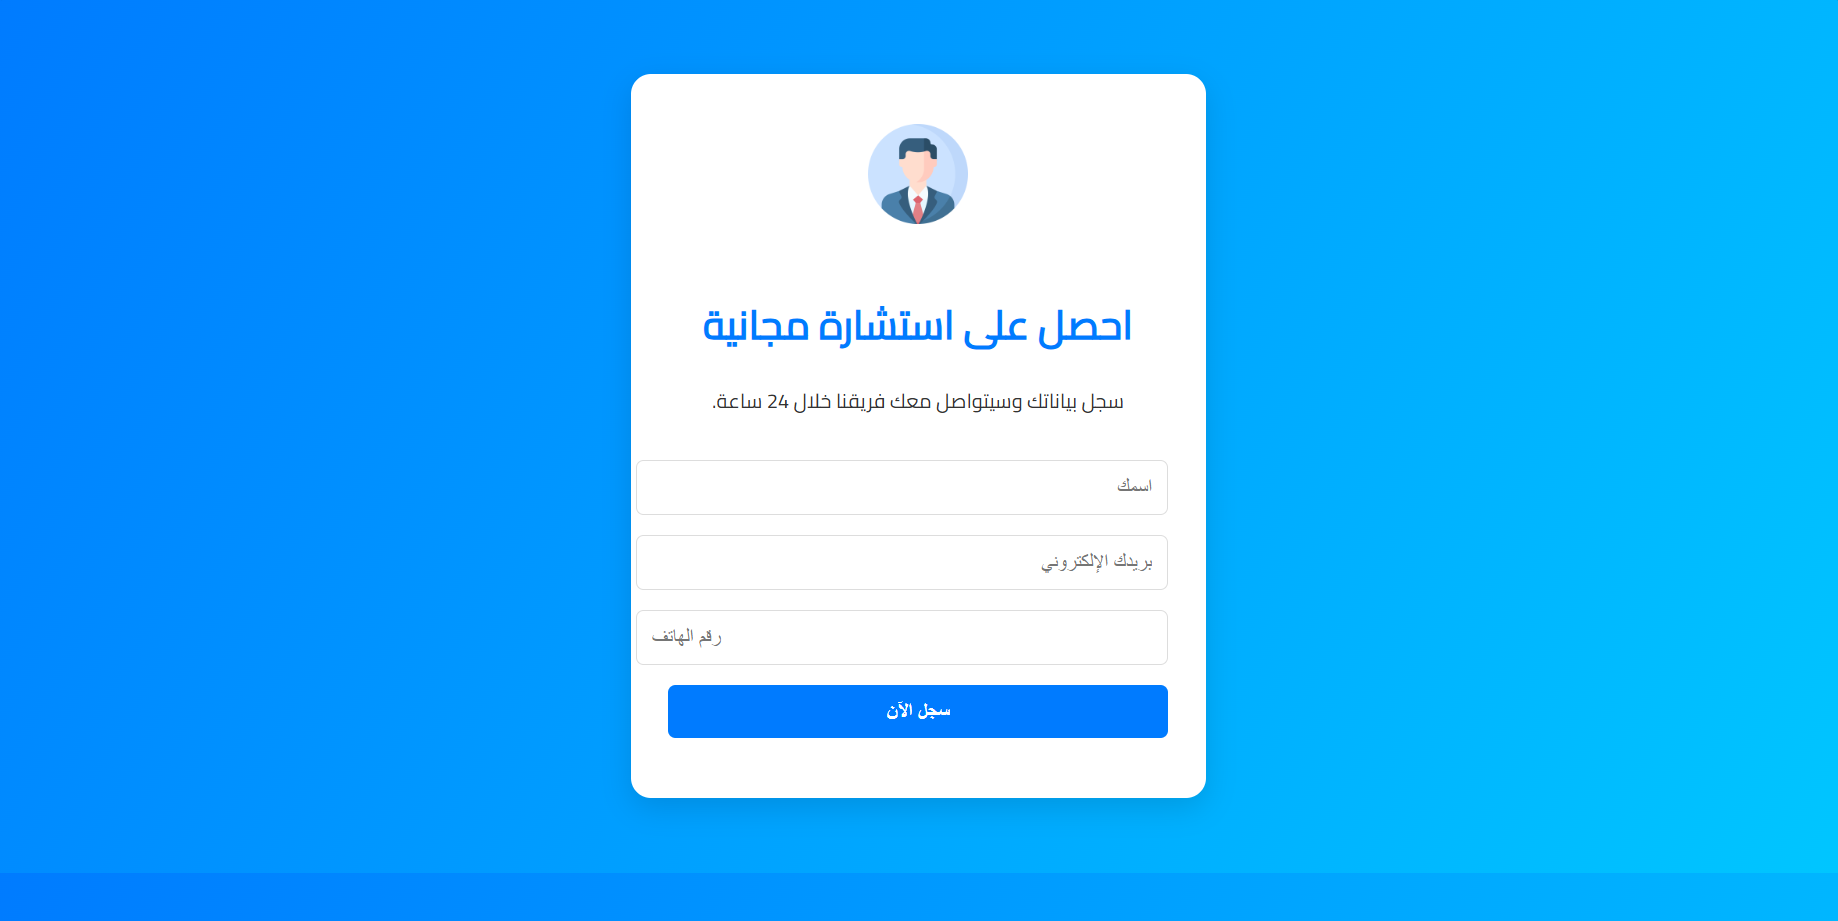 احصل على استشارة مجانية
سجل بياناتك وسيتواصل معك فريقنا خلال 24 ساعة.
اسمك
بريدك الإلكتروني
رقم الهاتف
سجل الآن